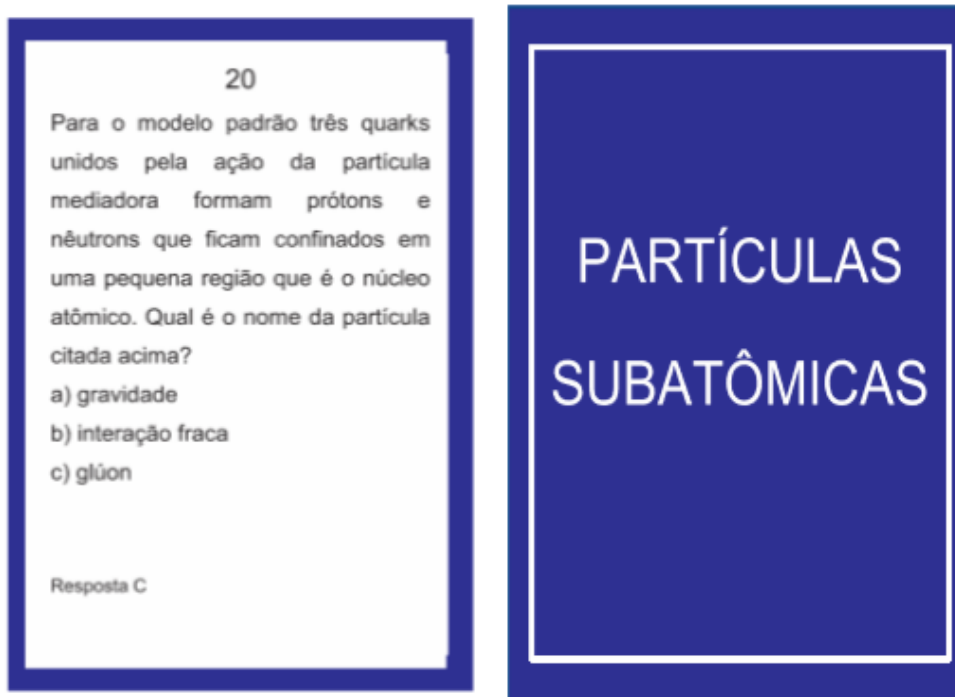 20
Para o modelo padrão três quarks
unidos pela ação da partícula
mediadora formam prótons e
nêutrons que ficam confinados em
uma pequena região que é o núcleo
atômico. Qual é o nome da partícula
citada acima?
a) gravidade
b) interação fraca
c) glúon
Resposta C
PARTÍCULAS
SUBATÔMICAS